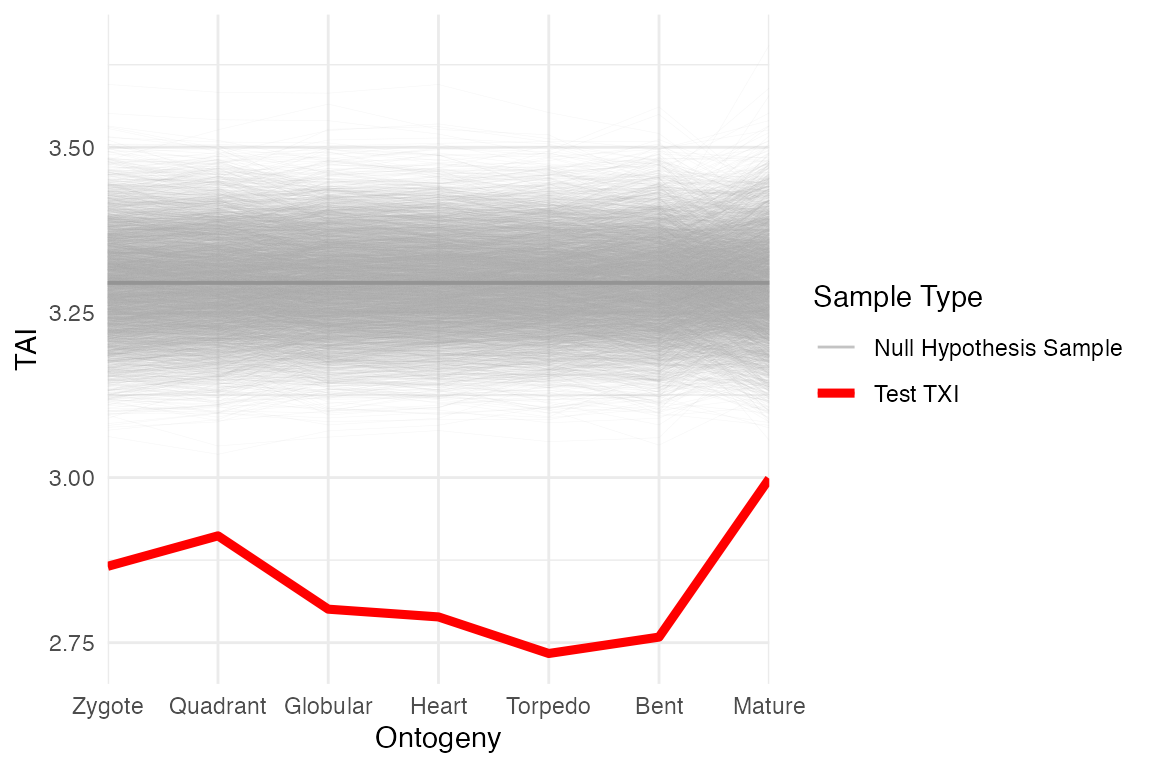 TAI
3.50
3.25
3.00
2.75
Zygote Quadrant Globular Heart Torpedo Bent Mature
Ontogeny
Sample Type
Null Hypothesis Sample
Test TXI